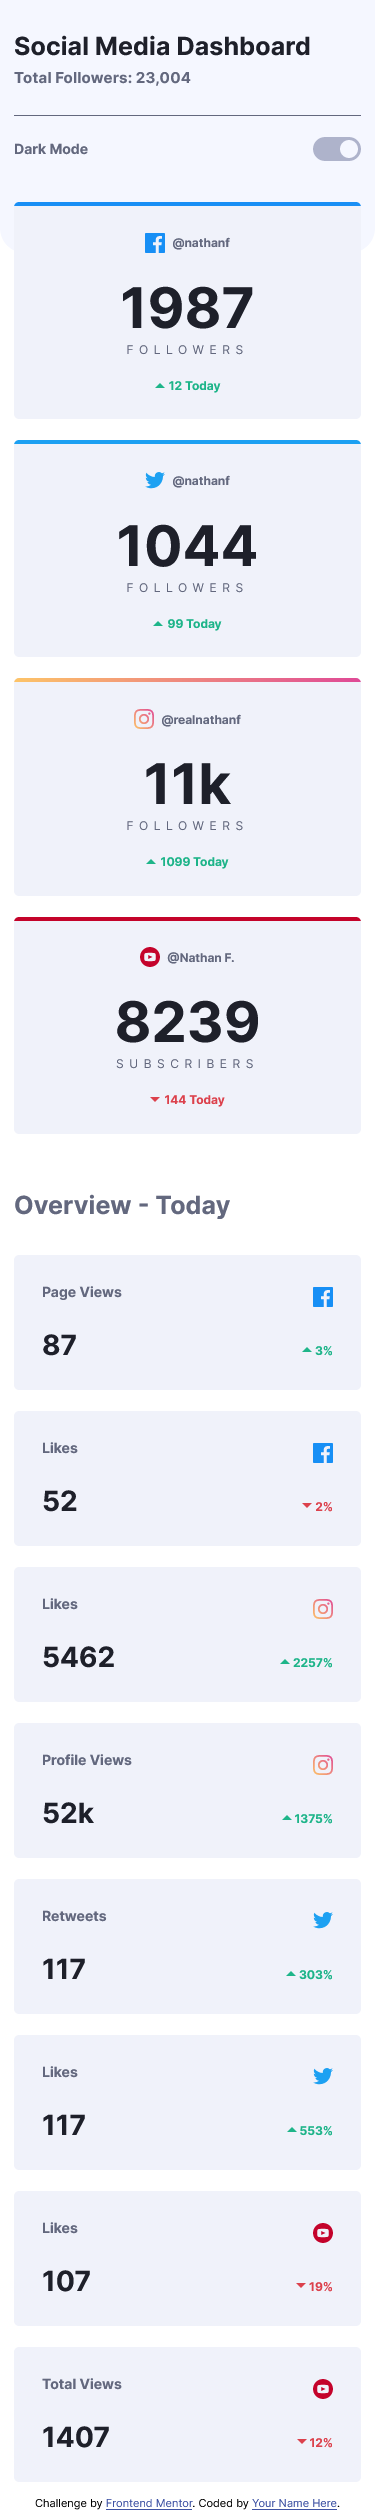 Social Media Dashboard
Total Followers: 23,004
Dark Mode
@nathanf
1987
FOLLOWERS
12 Today
@nathanf
1044
FOLLOWERS
99 Today
@realnathanf
11k
FOLLOWERS
1099 Today
@Nathan F.
8239
SUBSCRIBERS
144 Today
Overview - Today
Page Views
87
3%
Likes
52
2%
Likes
5462
2257%
Profile Views
52k
1375%
Retweets
117
303%
Likes
117
553%
Likes
107
19%
Total Views
1407
12%
Challenge by Frontend Mentor. Coded by Your Name Here.